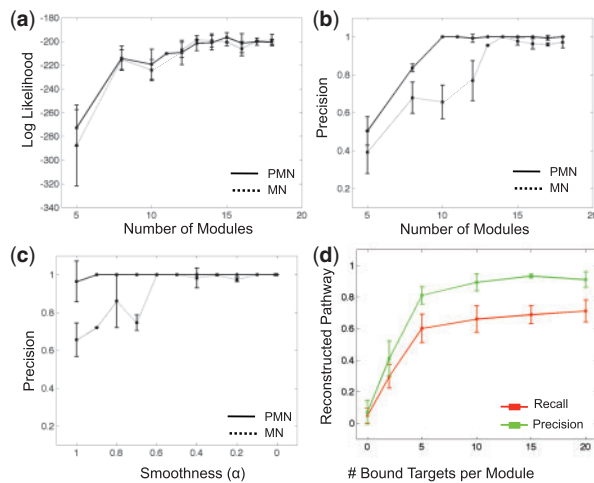 (a)
Log Likelihood
-180
-200
-220
-240
-260
-280
-300
-320
-340
5
10
15
20
Number of Modules
PMN
MN
(b)
Precision
1
0.8
0.6
0.4
0.2
5
10
15
20
Number of Modules
PMN
MN
(c)
Precision
1
0.8
0.6
0.4
0.2
1
0.8
0.6
0.4
0.2
0
Smoothness (α)
PMN
MN
(d)
Reconstructed Pathway
1
0.8
0.6
0.4
0.2
0
0
5
10
15
20
# Bound Targets per Module
Recall
Precision